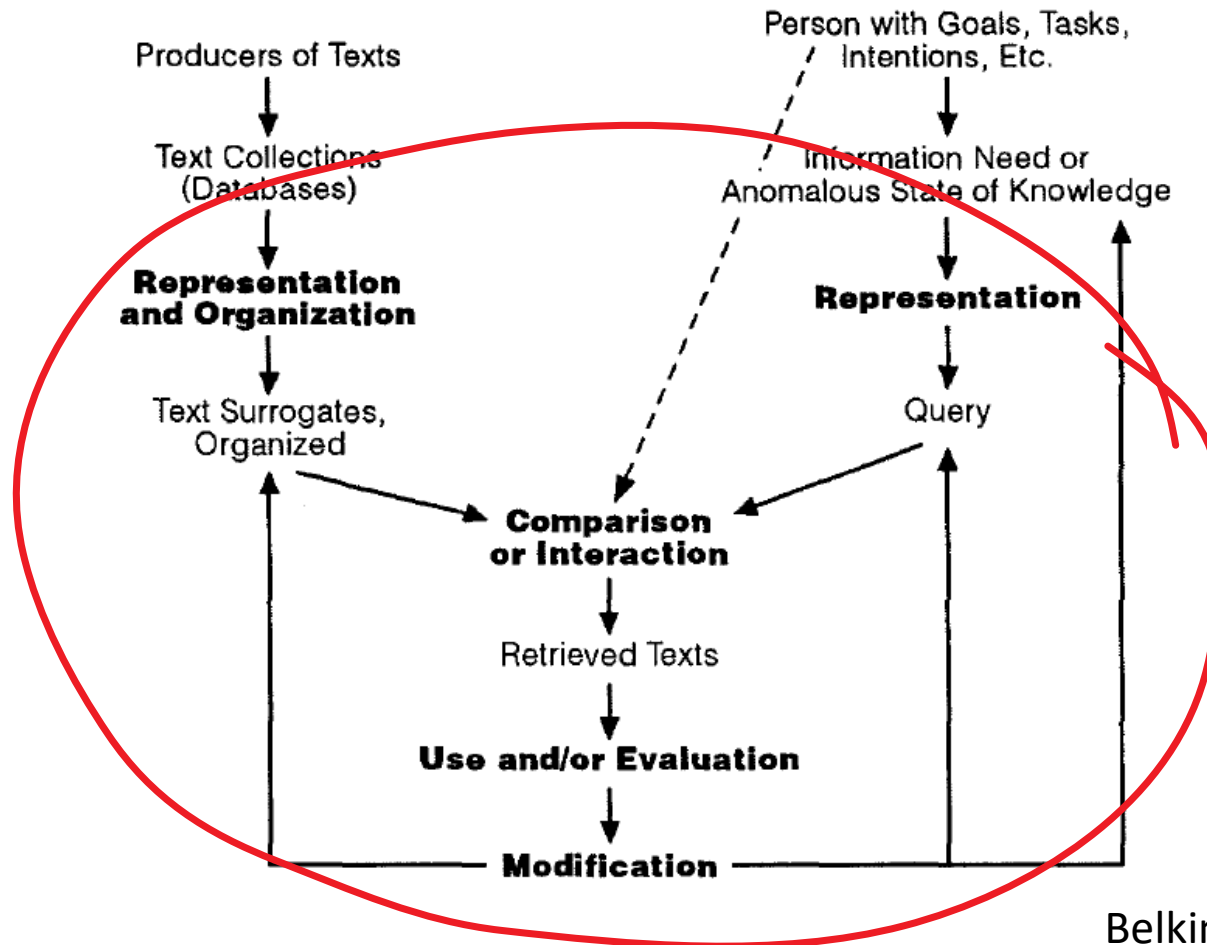 Producers of Texts
Person with Goals, Tasks,
Intentions, Etc.
Text Collections
(Databases)
Information Need or
Anomalous State of Knowledge
Representation
and Organization
Representation
Text Surrogates,
Organized
Query
Comparison
or Interaction
Retrieved Texts
Use and/or Evaluation
Modification